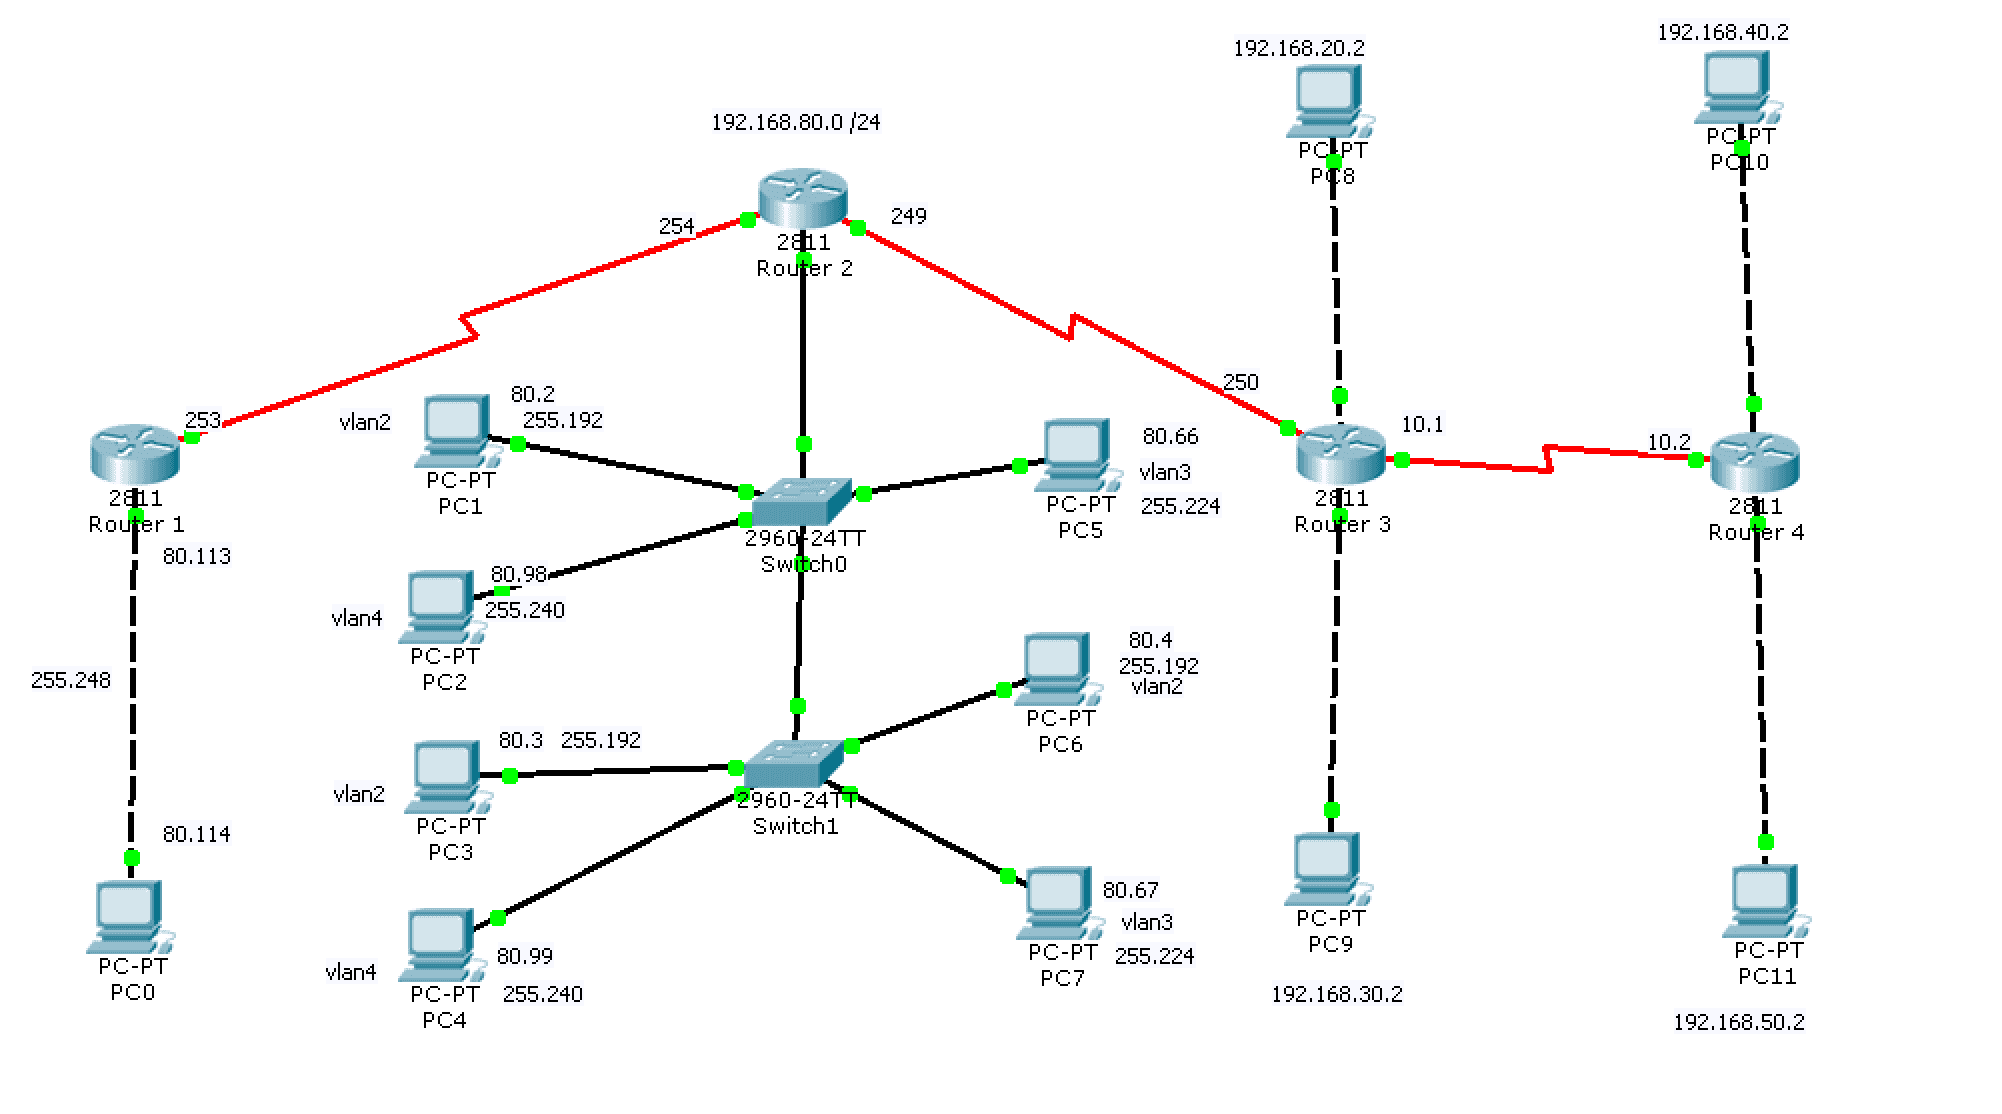 192.168.80.0 /24
254
249
2811
Router 2
253
2811
Router 1
80.113
255.248
80.114
PC-PT
PC0
vlan2
80.2
255.192
PC-PT
PC1
vlan4
80.98
255.240
PC-PT
PC2
2960-24TT
Switch0
80.66
vlan3
255.224
PC-PT
PC5
80.3 255.192
vlan2
PC-PT
PC3
2960-24TT
Switch1
80.4
255.192
vlan2
PC-PT
PC6
vlan4
80.99
255.240
PC-PT
PC4
80.67
vlan3
255.224
PC-PT
PC7
192.168.20.2
PC-PT
PC8
250
10.1
2811
Router 3
PC-PT
PC9
192.168.30.2
192.168.40.2
PC-PT
PC10
10.2
2811
Router 4
PC-PT
PC11
192.168.50.2